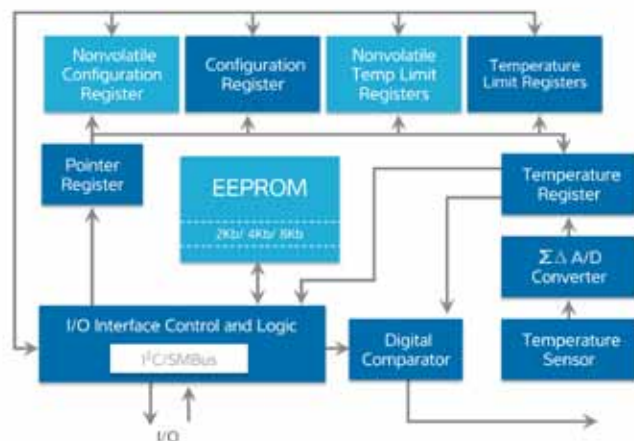 Nonvolatile
Configuration
Register
Configuration
Register
Nonvolatile
Temp Limit
Registers
Temperature
Limit Registers
Pointer
Register
EEPROM
2Kb/ 4Kb/ 8Kb
Temperature
Register
ΣΔ A/D
Converter
I/O Interface Control and Logic
I²C/SMBus
Digital
Comparator
Temperature
Sensor
I/O